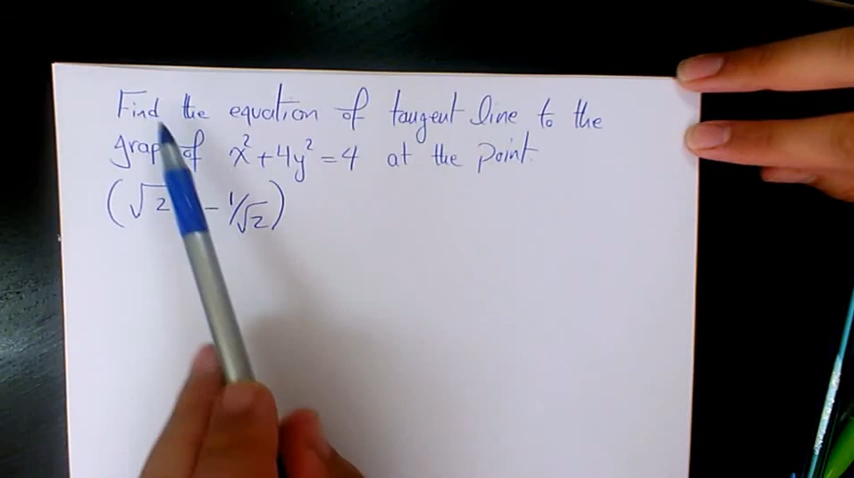 Find the equation of tangent line to the
graph of x² + 4y² = 4 at the point.
(√2 - 1/√2)